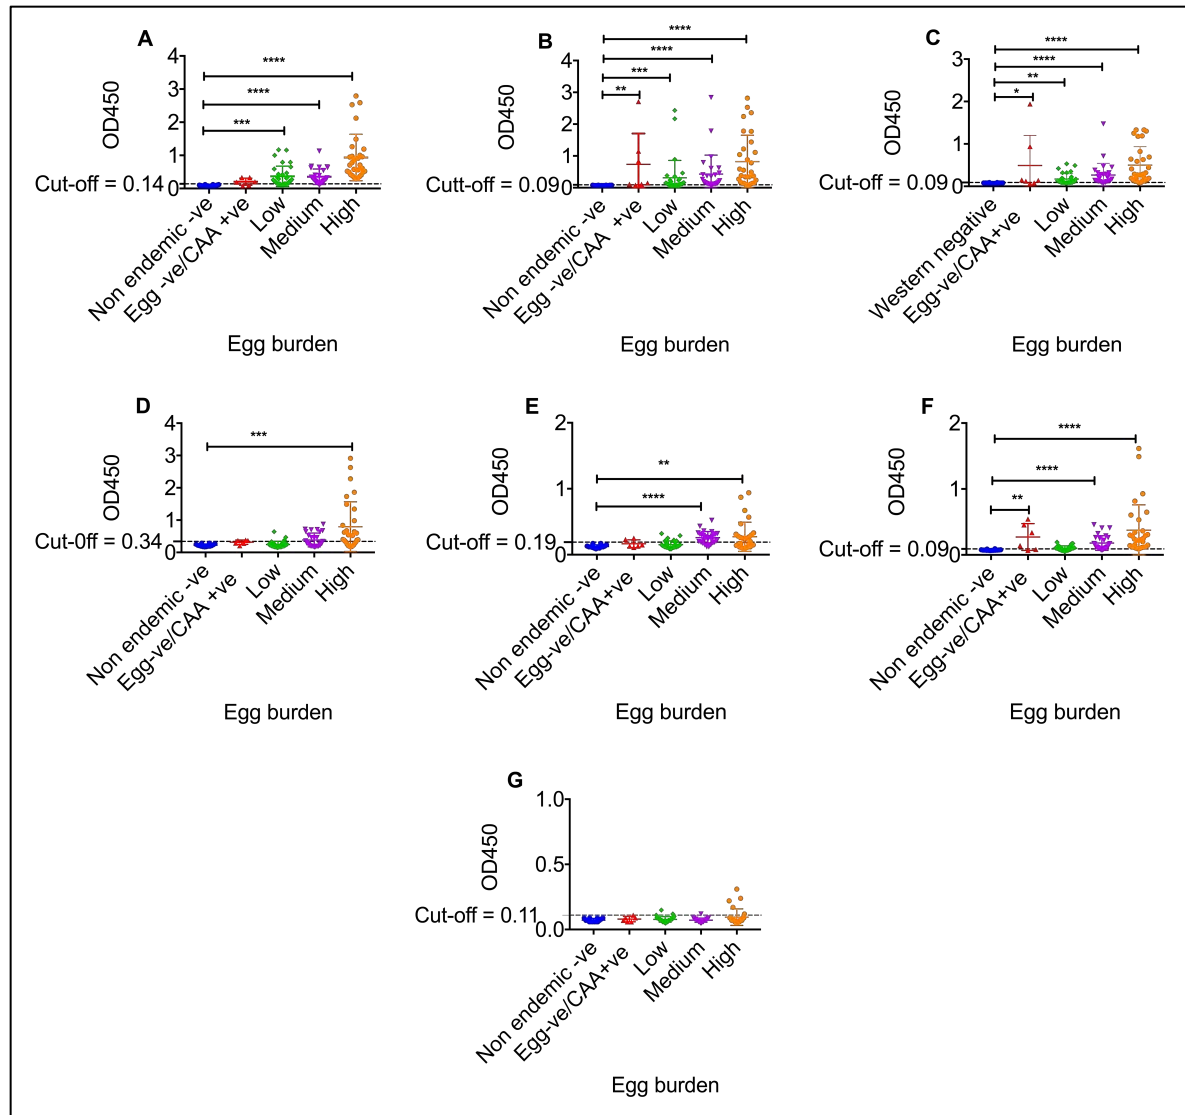 A
OD450
4
3
2
1
0
Cut-off = 0.14
****
****
***
Non endemic -ve
Egg -ve/CAA +ve
Low
Medium
High
Egg burden
B
OD450
4
3
2
1
0
Cutt-off = 0.09
****
****
***
**
Non endemic -ve
Egg -ve/CAA +ve
Low
Medium
High
Egg burden
C
OD450
3
2
1
0
Cut-off = 0.09
****
****
**
*
Western negative
Egg-ve/CAA+ve
Low
Medium
High
Egg burden
D
OD450
4
3
2
1
0
Cut-0ff = 0.34
***
Non endemic -ve
Egg-ve/CAA +ve
Low
Medium
High
Egg burden
E
OD450
2
1
0
Cut-off = 0.19
**
****
Non endemic -ve
Egg-ve/CAA +ve
Low
Medium
High
Egg burden
F
OD450
2
1
0
Cut-off = 0.09
****
****
**
Non endemic -ve
Egg-ve/CAA +ve
Low
Medium
High
Egg burden
G
OD450
1.0
0.5
0.0
Cut-off = 0.11
Non endemic -ve
Egg-ve/CAA+ve
Low
Medium
High
Egg burden